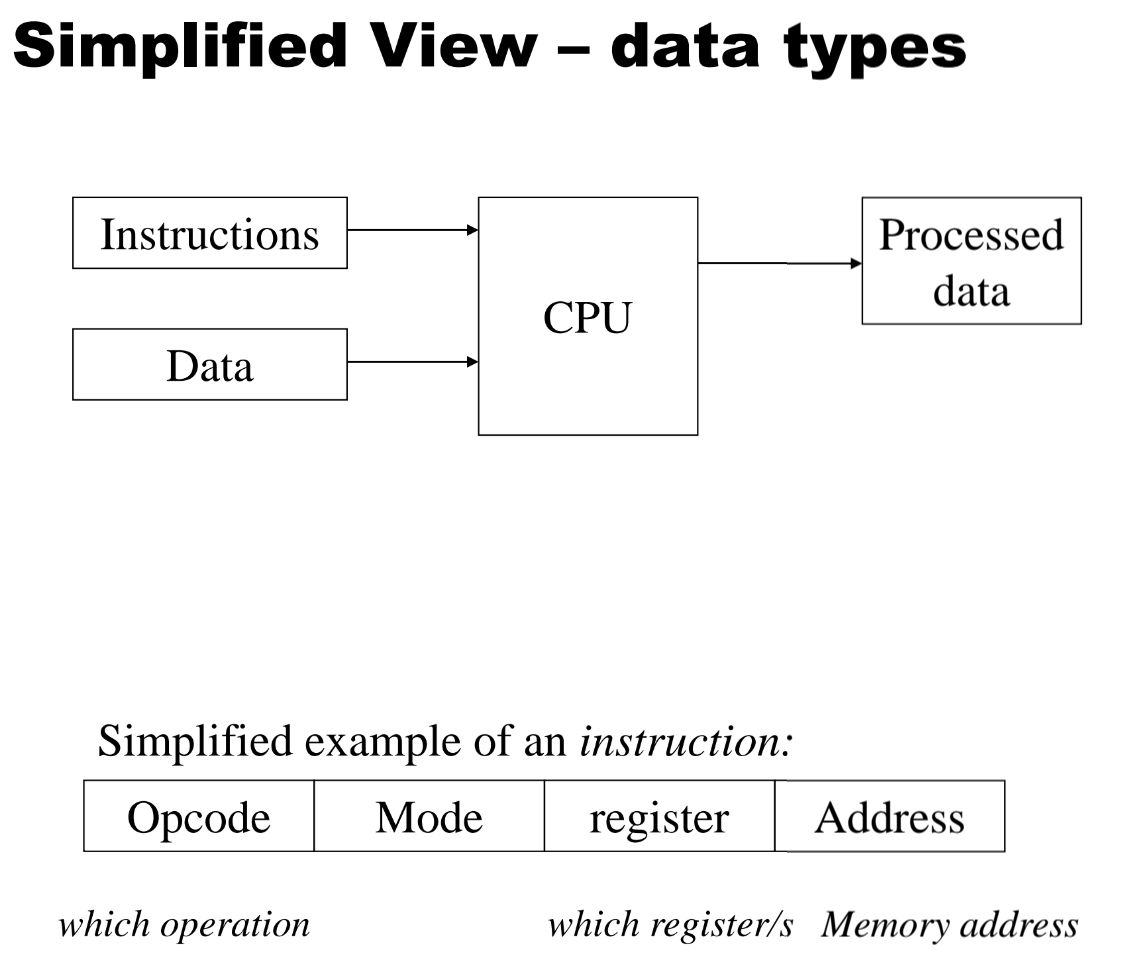 Simplified View – data types
Instructions
Data
CPU
Processed
data
Simplified example of an instruction:
Opcode Mode register Address
which operation which register/s Memory address